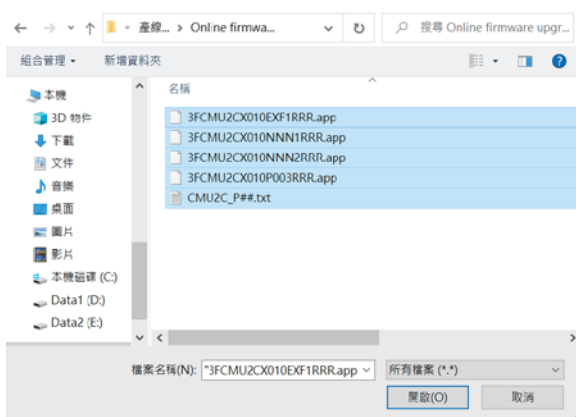 產線... › Online firmwa...
搜尋 Online firmware upgr...
組合管理
新增資料夾
名稱
本機
3D 物件
下載
文件
音樂
桌面
圖片
影片
本機磁碟 (C:)
Data1 (D:)
Data2 (E:)
3FCMU2CX010EXF1RRR.app
3FCMU2CX010NNN1RRR.app
3FCMU2CX010NNN2RRR.app
3FCMU2CX010P003RRR.app
CMU2C_P##.txt
檔案名稱(N): "3FCMU2CX010EXF1RRR.app
所有檔案 (*.*)
開啟(O)
取消